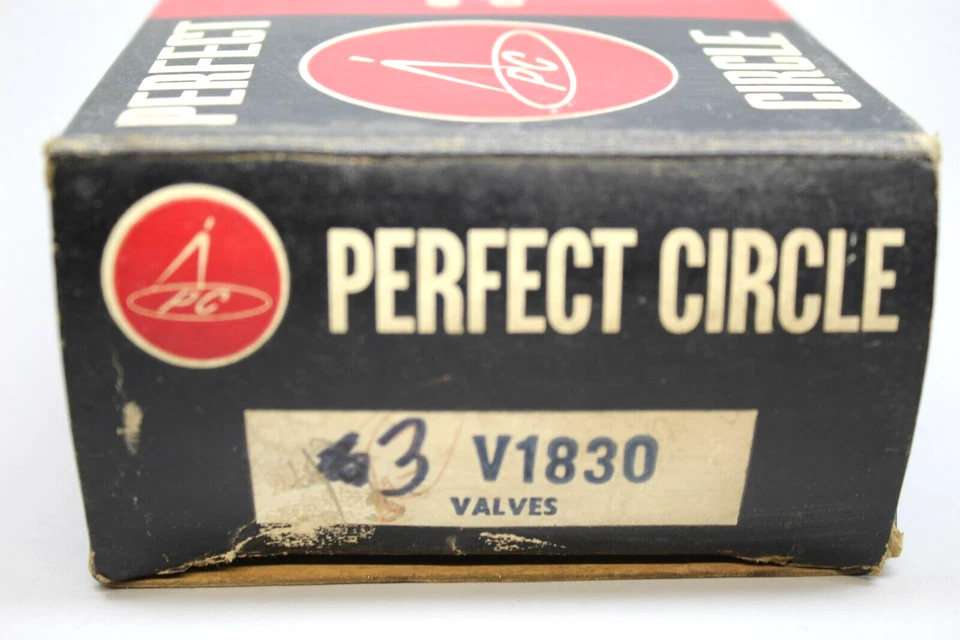 PERFECT
PC
CIRCLE
PC
PERFECT CIRCLE
3 V1830
VALVES